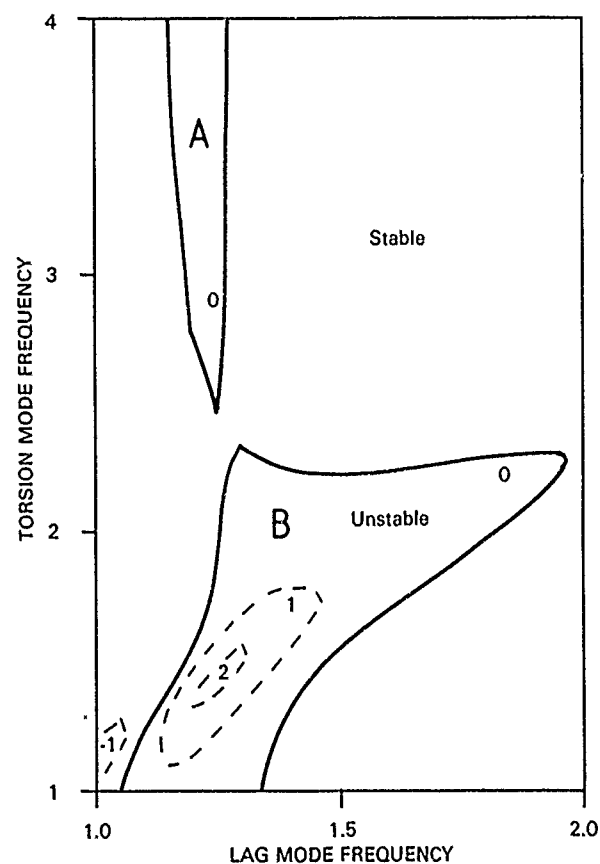 4
A
Stable
3
0
TORSION MODE FREQUENCY
0
2
B
Unstable
1
2
-1
1
1.0
1.5
2.0
LAG MODE FREQUENCY